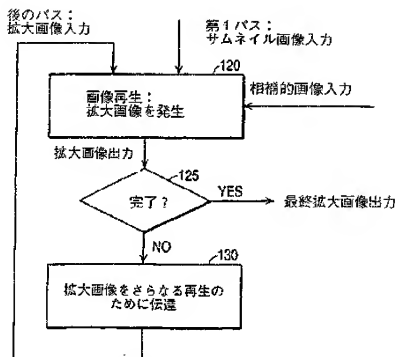 後のパス：
拡大画像入力
第1パス：
サムネイル画像入力
120
画像再生：
拡大画像を発生
相補的画像入力
拡大画像出力
125
完了？
YES
最終拡大画像出力
NO
130
拡大画像をさらなる再生の
ために伝達